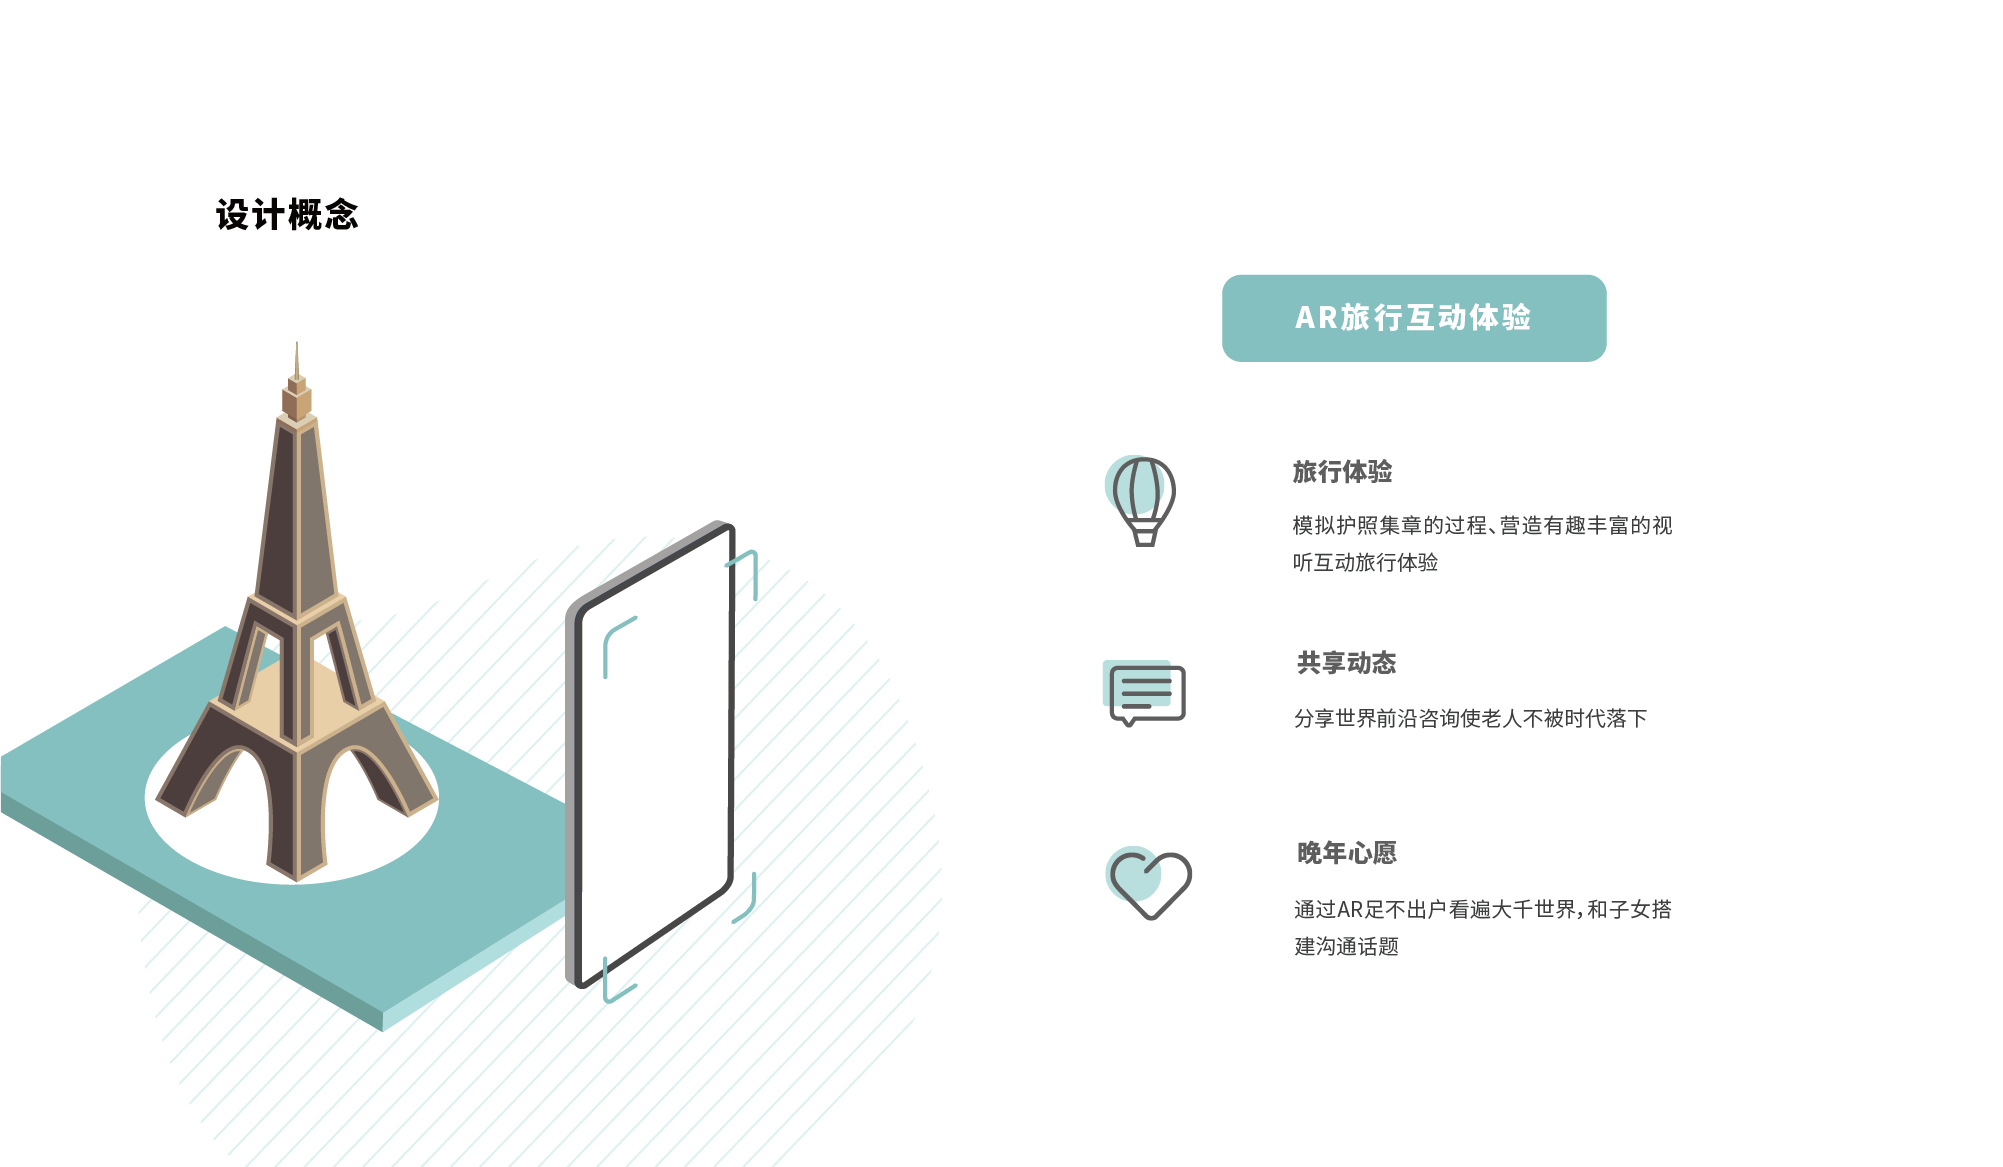 设计概念
AR旅行互动体验
旅行体验
模拟护照集章的过程、营造有趣丰富的视
听互动旅行体验
共享动态
分享世界前沿咨询使老人不被时代落下
晚年心愿
通过AR足不出户看遍大千世界，和子女搭
建沟通话题